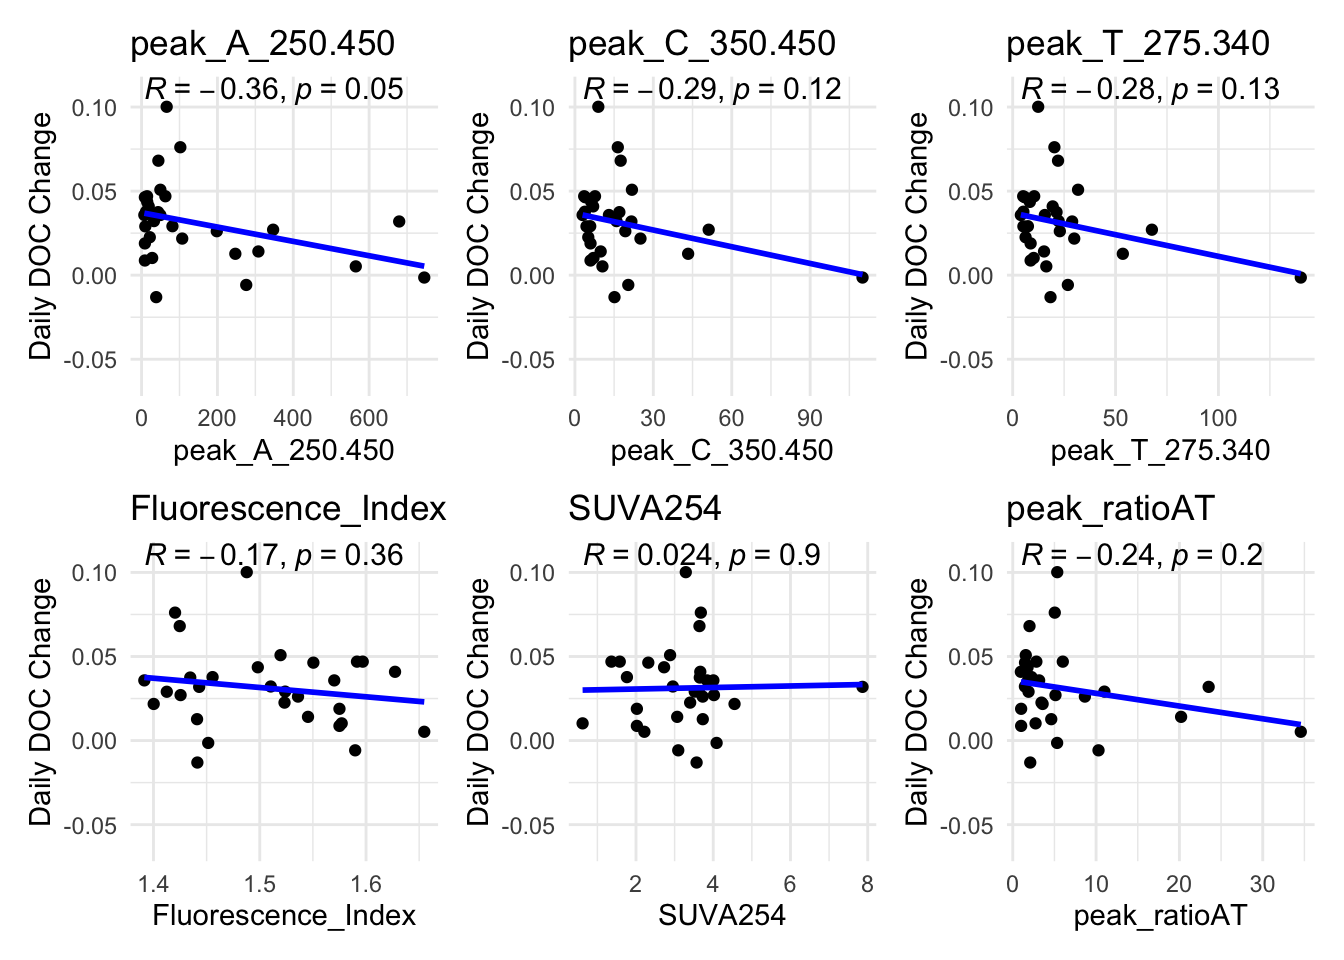 peak_A_250.450
R = −0.36, p = 0.05
0.10
0.05
0.00
-0.05
Daily DOC Change
0 200 400 600
peak_A_250.450
peak_C_350.450
R = −0.29, p = 0.12
0.10
0.05
0.00
-0.05
Daily DOC Change
0 30 60 90
peak_C_350.450
peak_T_275.340
R = −0.28, p = 0.13
0.10
0.05
0.00
-0.05
Daily DOC Change
0 50 100
peak_T_275.340
Fluorescence_Index
R = −0.17, p = 0.36
0.10
0.05
0.00
-0.05
Daily DOC Change
1.4 1.5 1.6
Fluorescence_Index
SUVA254
R = 0.024, p = 0.9
0.10
0.05
0.00
-0.05
Daily DOC Change
2 4 6 8
SUVA254
peak_ratioAT
R = −0.24, p = 0.2
0.10
0.05
0.00
-0.05
Daily DOC Change
0 10 20 30
peak_ratioAT